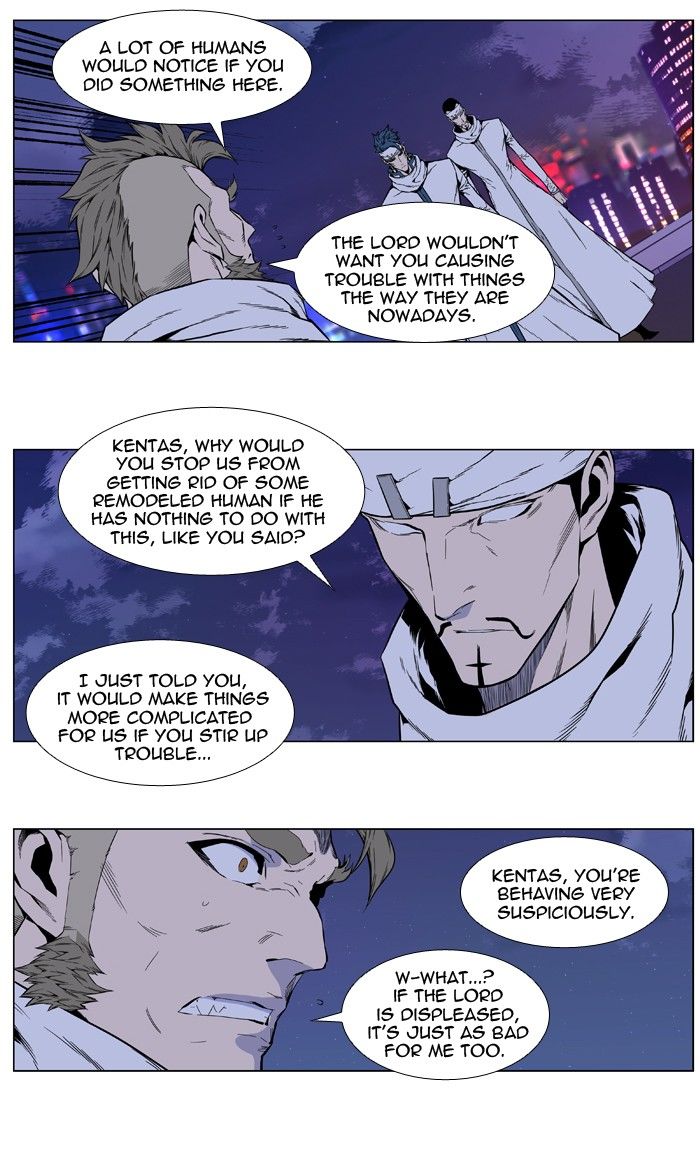 A LOT OF HUMANS
WOULD NOTICE IF YOU
DID SOMETHING HERE.
THE LORD WOULDN'T
WANT YOU CAUSING
TROUBLE WITH THINGS
THE WAY THEY ARE
NOWADAYS.
KENTAS, WHY WOULD
YOU STOP US FROM
GETTING RID OF SOME
REMODELED HUMAN IF HE
HAS NOTHING TO DO WITH
THIS, LIKE YOU SAID?
I JUST TOLD YOU,
IT WOULD MAKE THINGS
MORE COMPLICATED
FOR US IF YOU STIR UP
TROUBLE...
KENTAS, YOU'RE
BEHAVING VERY
SUSPICIOUSLY.
W-WHAT...?
IF THE LORD
IS DISPLEASED,
IT'S JUST AS BAD
FOR ME TOO.